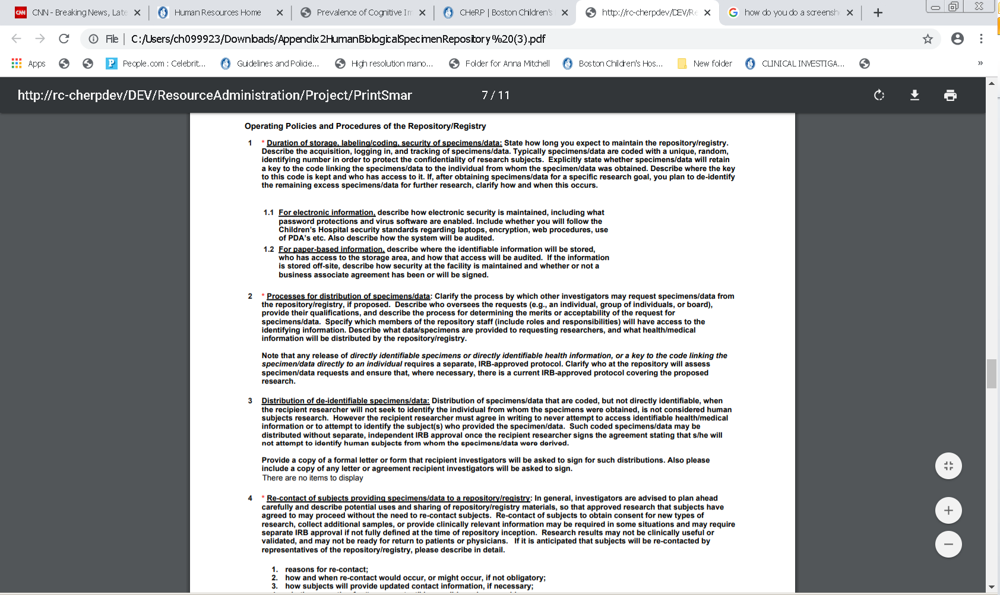 CNN - Breaking News, Late
Human Resources Home
Prevalence of Cognitive Im
CHeRP | Boston Children's
http://rc-cherpdev/DEV/Re
how do you do a screensh
File | C:/Users/ch099923/Downloads/Appendix2HumanBiologicalSpecimenRepository%20(3).pdf
Apps
People.com : Celebrit...
Guidelines and Policie...
High resolution mano...
Folder for Anna Mitchell
Boston Children's Hos...
New folder
CLINICAL INVESTIGA...
»
http://rc-cherpdev/DEV/ResourceAdministration/Project/PrintSmar
7 / 11
Operating Policies and Procedures of the Repository/Registry
1 * Duration of storage, labeling/coding, security of specimens/data: State how long you expect to maintain the repository/registry.
Describe the acquisition, logging in, and tracking of specimens/data. Typically specimens/data are coded with a unique, random,
identifying number in order to protect the confidentiality of research subjects. Explicitly state whether specimens/data will retain
a key to the code linking the specimens/data to the individual from whom the specimen/data was obtained. Describe where the key
to this code is kept and who has access to it. If, after obtaining specimens/data for a specific research goal, you plan to de-identify
the remaining excess specimens/data for further research, clarify how and when this occurs.
1.1 For electronic information, describe how electronic security is maintained, including what
password protections and virus software are enabled. Include whether you will follow the
Children's Hospital security standards regarding laptops, encryption, web procedures, use
of PDA's etc. Also describe how the system will be audited.
1.2 For paper-based information, describe where the identifiable information will be stored,
who has access to the storage area, and how that access will be audited. If the information
is stored off-site, describe how security at the facility is maintained and whether or not a
business associate agreement has been or will be signed.
2 * Processes for distribution of specimens/data: Clarify the process by which other investigators may request specimens/data from
the repository/registry, if proposed. Describe who oversees the requests (e.g., an individual, group of individuals, or board),
provide their qualifications, and describe the process for determining the merits or acceptability of the request for
specimens/data. Specify which members of the repository staff (include roles and responsibilities) will have access to the
identifying information. Describe what data/specimens are provided to requesting researchers, and what health/medical
information will be distributed by the repository/registry.
Note that any release of directly identifiable specimens or directly identifiable health information, or a key to the code linking the
specimen/data directly to an individual requires a separate, IRB-approved protocol. Clarify who at the repository will assess
specimen/data requests and ensure that, where necessary, there is a current IRB-approved protocol covering the proposed
research.
3 Distribution of de-identifiable specimens/data: Distribution of specimens/data that are coded, but not directly identifiable, when
the recipient researcher will not seek to identify the individual from whom the specimens were obtained, is not considered human
subjects research. However the recipient researcher must agree in writing to never attempt to access identifiable health/medical
information or to attempt to identify the subject(s) who provided the specimen/data. Such coded specimens/data may be
distributed without separate, independent IRB approval once the recipient researcher signs the agreement stating that s/he will
not attempt to identify human subjects from whom the specimens/data were derived.
Provide a copy of a formal letter or form that recipient investigators will be asked to sign for such distributions. Also please
include a copy of any letter or agreement recipient investigators will be asked to sign.
There are no items to display
4 * Re-contact of subjects providing specimens/data to a repository/registry: In general, investigators are advised to plan ahead
carefully and describe potential uses and sharing of repository/registry materials, so that approved research that subjects have
agreed to may proceed without the need to re-contact subjects. Re-contact of subjects to obtain consent for new types of
research, collect additional samples, or provide clinically relevant information may be required in some situations and may require
separate IRB approval if not fully defined at the time of repository inception. Research results may not be clinically useful or
validated, and may not be ready for return to patients or physicians. If it is anticipated that subjects will be re-contacted by
representatives of the repository/registry, please describe in detail.
1. reasons for re-contact;
2. how and when re-contact would occur, or might occur, if not obligatory;
3. how subjects will provide updated contact information, if necessary;